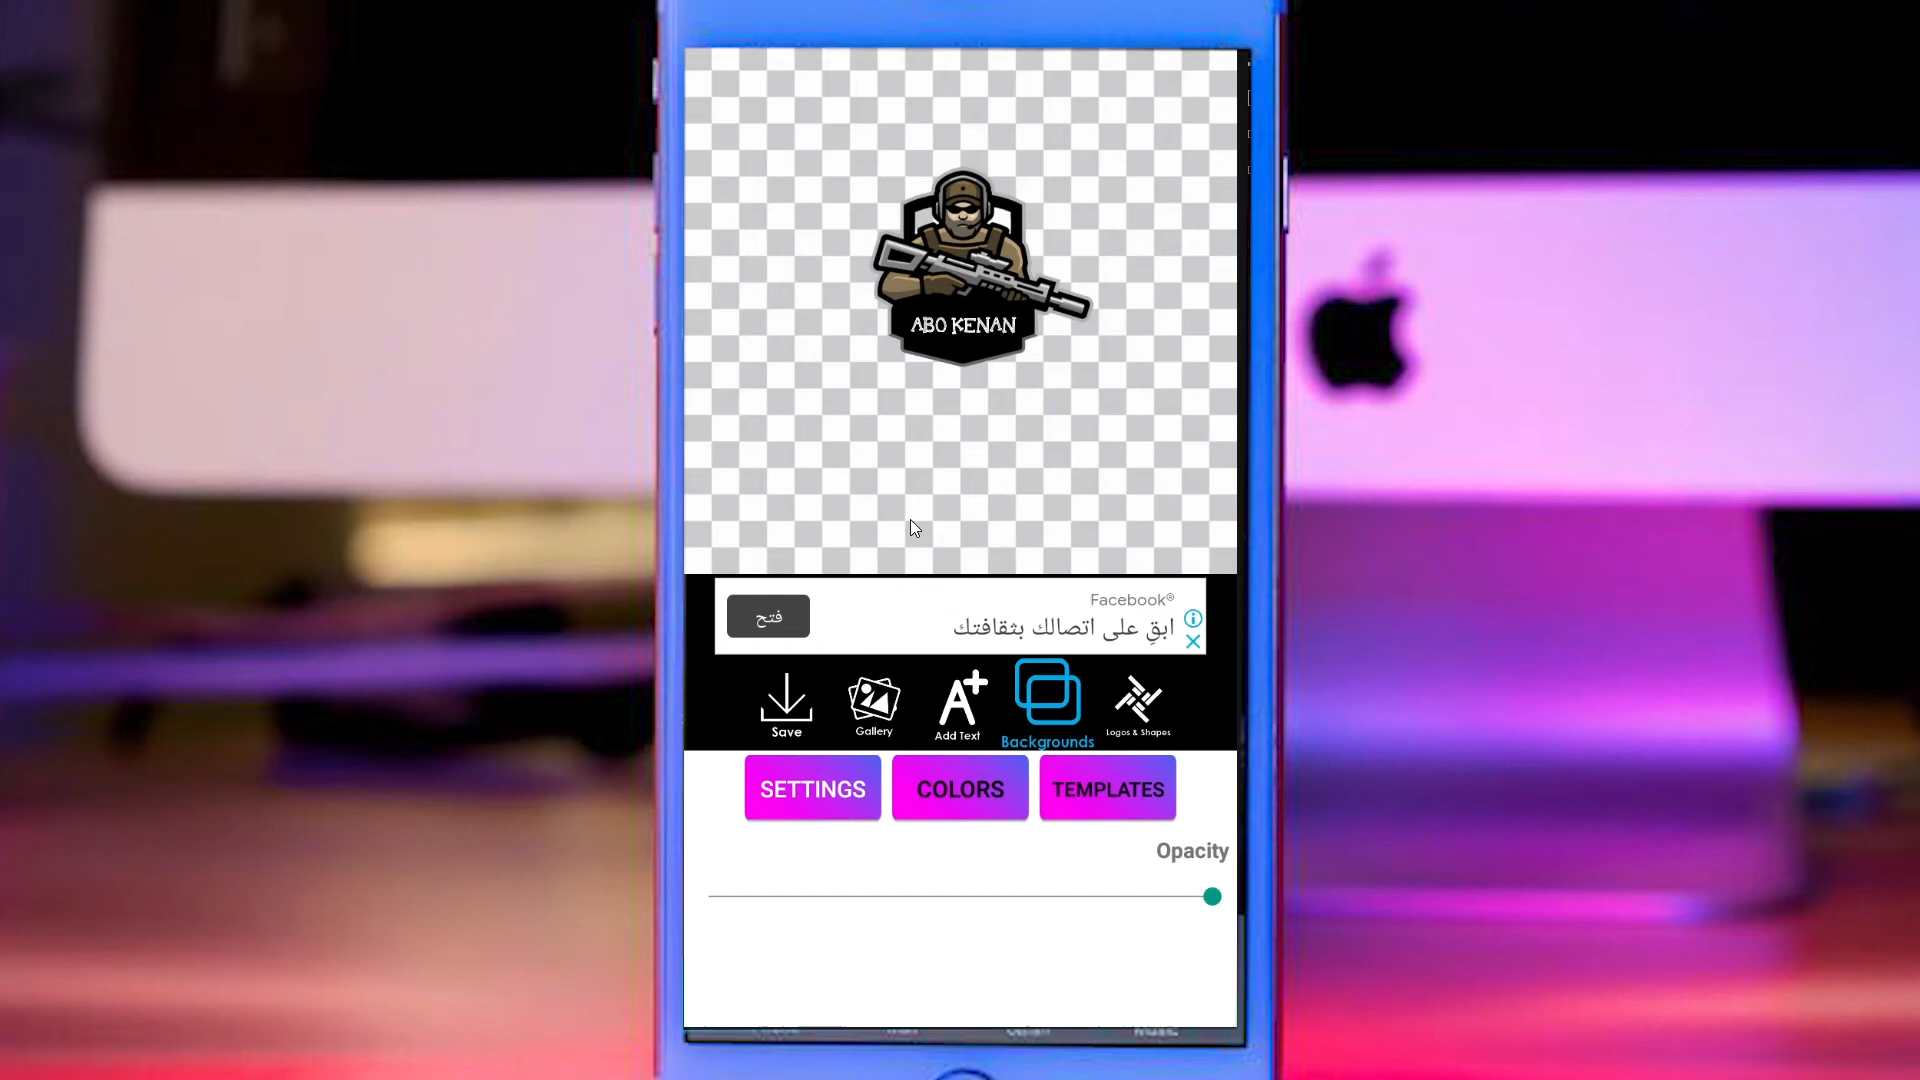 ABO KENAN
Facebook®
ابقِ على اتصالك بثقافتك
فتح
Save
Gallery
Add Text
Backgrounds
Logos & Shapes
SETTINGS
COLORS
TEMPLATES
Opacity